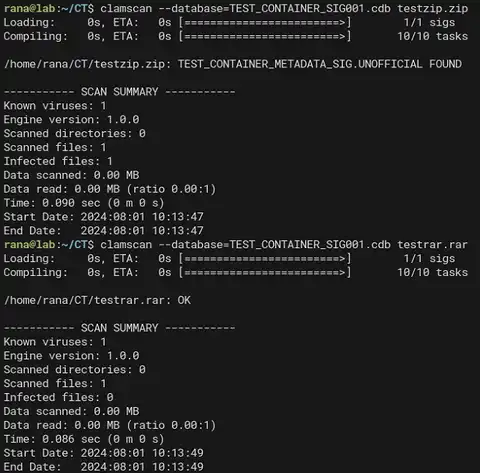 rana@lab:~/CT$ clamscan --database=TEST_CONTAINER_SIG001.cdb testzip.zip
Loading:     0s, ETA:   0s [========================>]        1/1 sigs
Compiling:   0s, ETA:   0s [========================>]       10/10 tasks

/home/rana/CT/testzip.zip: TEST_CONTAINER_METADATA_SIG.UNOFFICIAL FOUND

----------- SCAN SUMMARY -----------
Known viruses: 1
Engine version: 1.0.0
Scanned directories: 0
Scanned files: 1
Infected files: 1
Data scanned: 0.00 MB
Data read: 0.00 MB (ratio 0.00:1)
Time: 0.090 sec (0 m 0 s)
Start Date: 2024:08:01 10:13:47
End Date:   2024:08:01 10:13:47
rana@lab:~/CT$ clamscan --database=TEST_CONTAINER_SIG001.cdb testrar.rar
Loading:     0s, ETA:   0s [========================>]        1/1 sigs
Compiling:   0s, ETA:   0s [========================>]       10/10 tasks

/home/rana/CT/testrar.rar: OK

----------- SCAN SUMMARY -----------
Known viruses: 1
Engine version: 1.0.0
Scanned directories: 0
Scanned files: 1
Infected files: 0
Data scanned: 0.00 MB
Data read: 0.00 MB (ratio 0.00:1)
Time: 0.086 sec (0 m 0 s)
Start Date: 2024:08:01 10:13:49
End Date:   2024:08:01 10:13:49